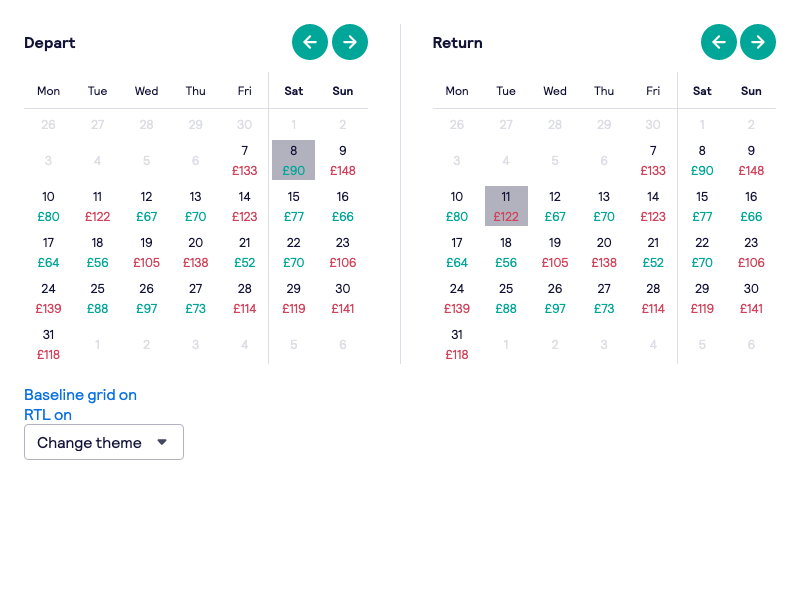 Depart
Mon Tue Wed Thu Fri Sat Sun
26 27 28 29 30 1 2
3 4 5 6 7 8 9
£133 £90 £148
10 11 12 13 14 15 16
£80 £122 £67 £70 £123 £77 £66
17 18 19 20 21 22 23
£64 £56 £105 £138 £52 £70 £106
24 25 26 27 28 29 30
£139 £88 £97 £73 £114 £119 £141
31 1 2 3 4 5 6
£118
Return
Mon Tue Wed Thu Fri Sat Sun
26 27 28 29 30 1 2
3 4 5 6 7 8 9
£133 £90 £148
10 11 12 13 14 15 16
£80 £122 £67 £70 £123 £77 £66
17 18 19 20 21 22 23
£64 £56 £105 £138 £52 £70 £106
24 25 26 27 28 29 30
£139 £88 £97 £73 £114 £119 £141
31 1 2 3 4 5 6
£118
Baseline grid on
RTL on
Change theme